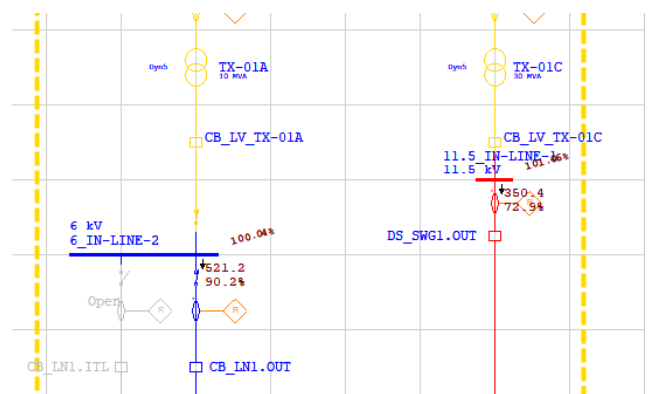 Dyn5
TX-01A
10 MVA
Dyn5
TX-01C
30 MVA
CB_LV_TX-01A
CB_LV_TX-01C
11.5_IN-LINE-1
11.5 kV
101.46%
350.4
72.9%
R
DS_SWG1.OUT
6 kV
6_IN-LINE-2
100.04%
521.2
90.2%
Open
R
R
CB_LN1.ITL
CB_LN1.OUT